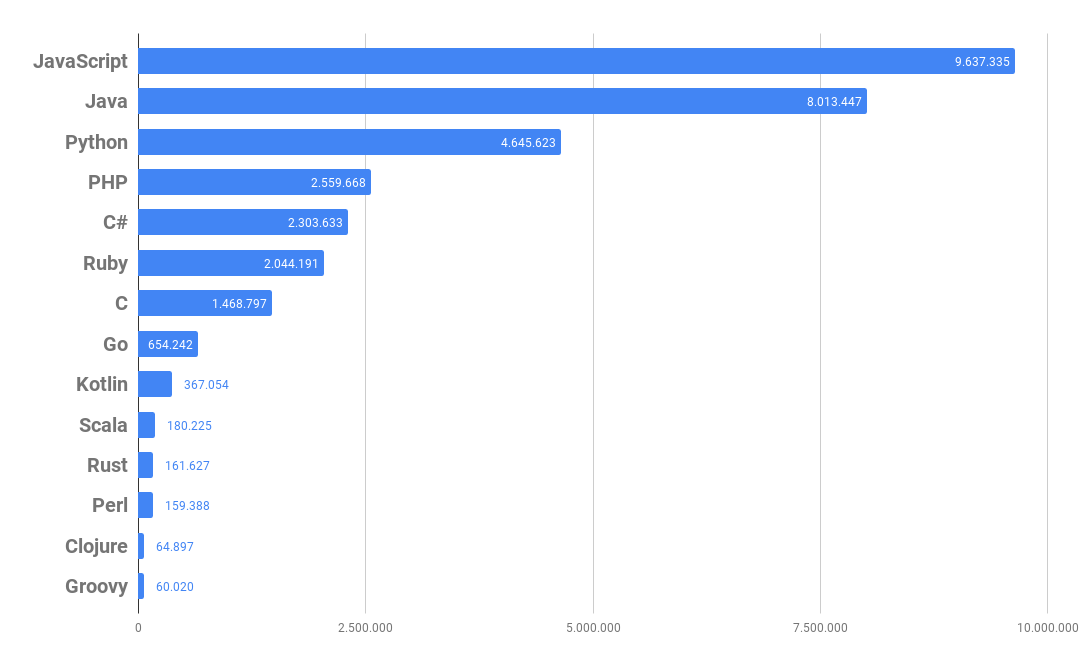 JavaScript 9.637.335
Java 8.013.447
Python 4.645.623
PHP 2.559.668
C# 2.303.633
Ruby 2.044.191
C 1.468.797
Go 654.242
Kotlin 367.054
Scala 180.225
Rust 161.627
Perl 159.388
Clojure 64.897
Groovy 60.020
0 2.500.000 5.000.000 7.500.000 10.000.000